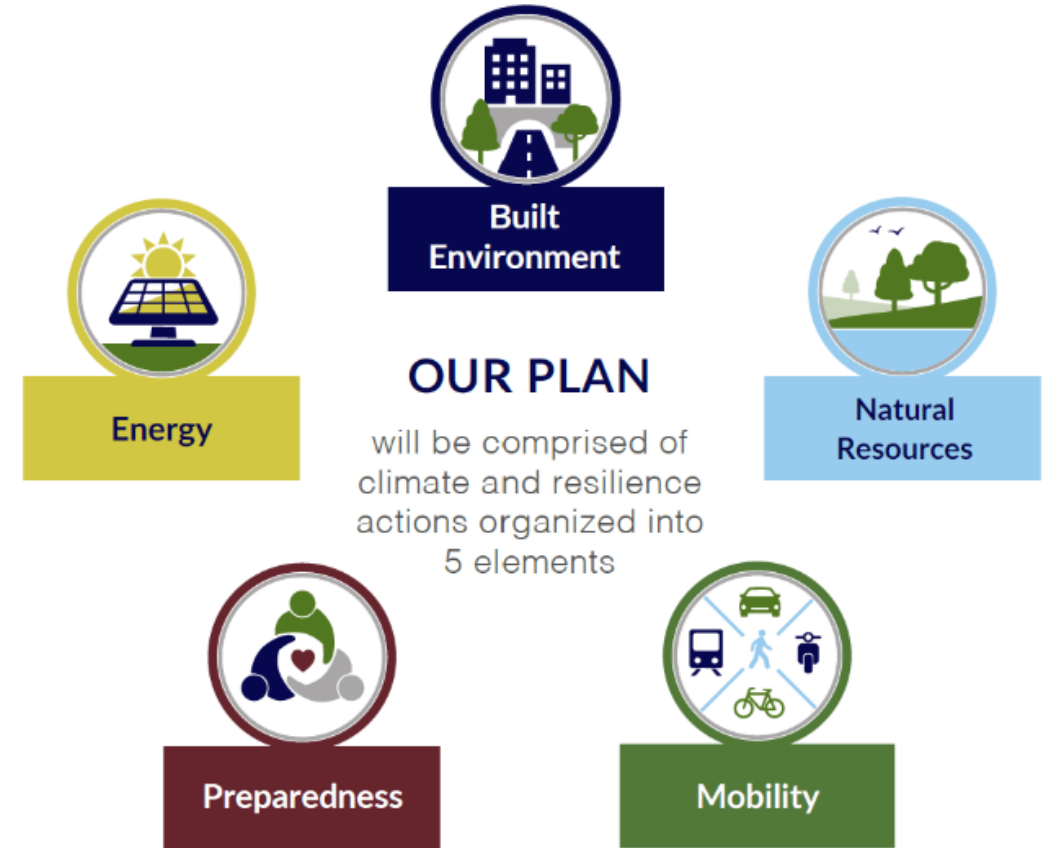 Built
Environment
Energy
Natural
Resources
OUR PLAN
will be comprised of
climate and resilience
actions organized into
5 elements
Preparedness
Mobility